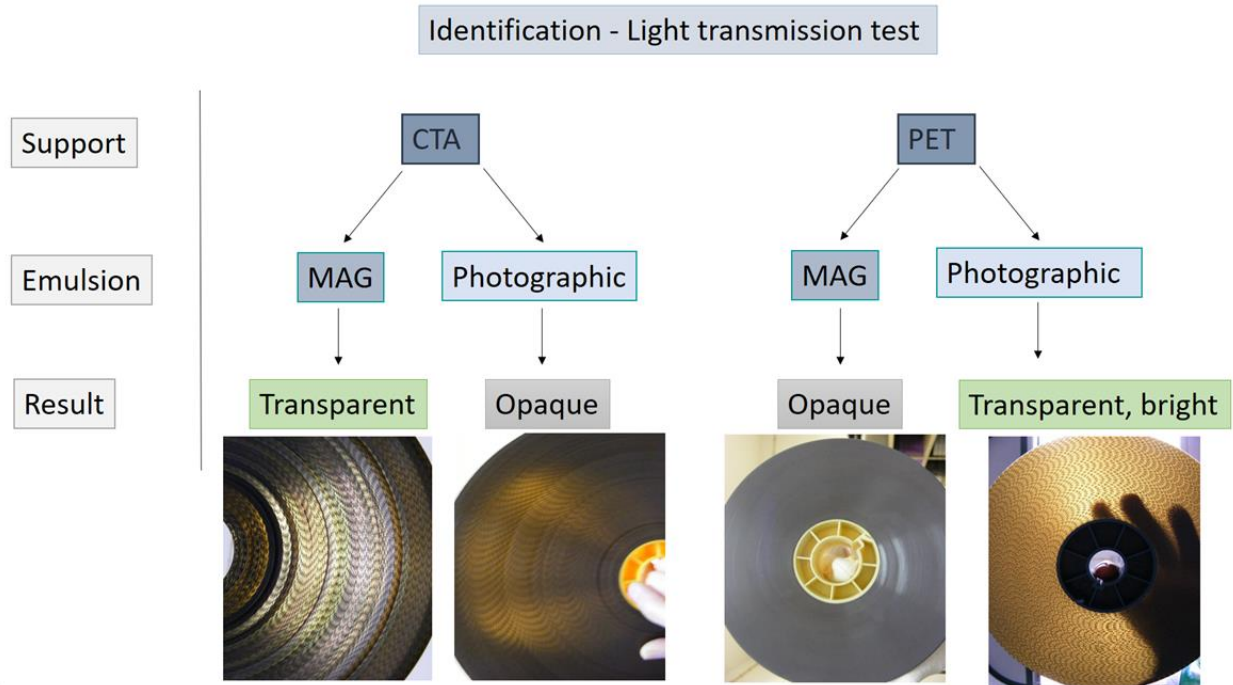 Identification - Light transmission test
Support
CTA
PET
Emulsion
MAG
Photographic
MAG
Photographic
Result
Transparent
Opaque
Opaque
Transparent, bright